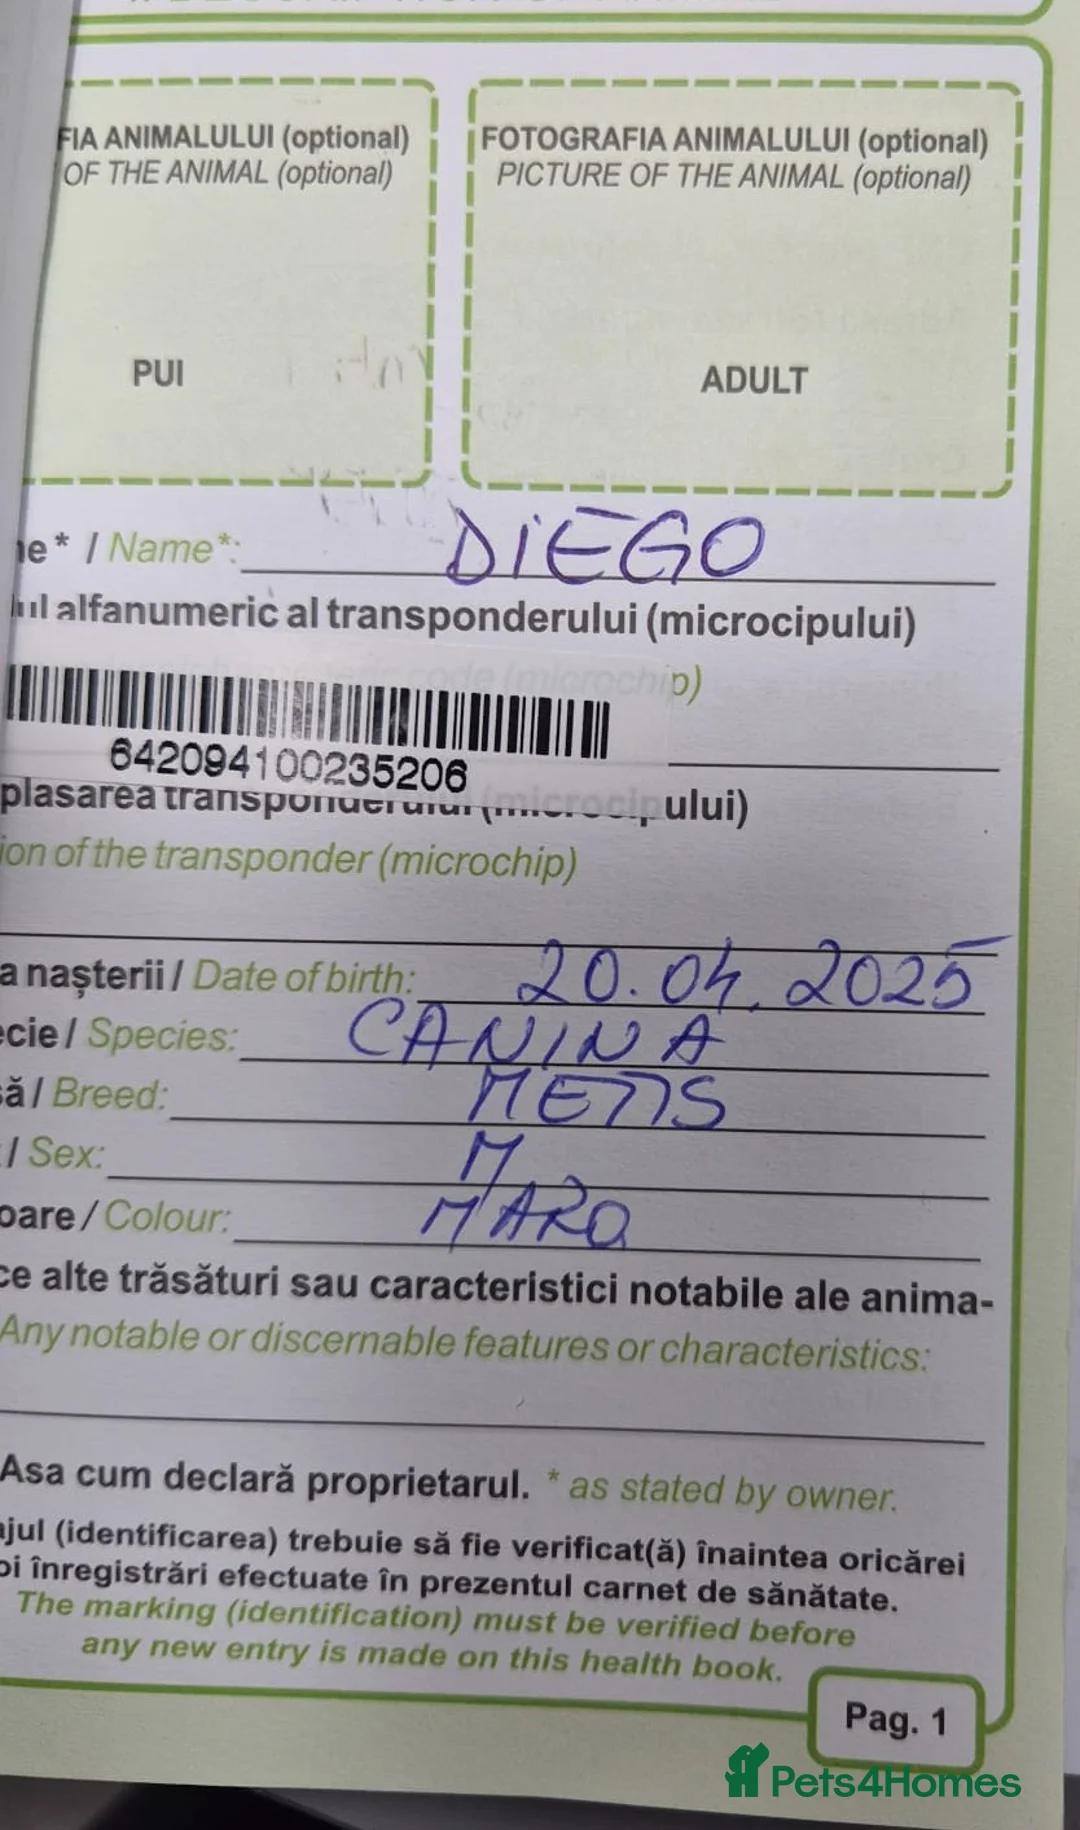 FIA ANIMALULUI (optional)
OF THE ANIMAL (optional)
PUI
FOTOGRAFIA ANIMALULUI (optional)
PICTURE OF THE ANIMAL (optional)
ADULT
me* / Name*: DIEGO
alfanumeric al transponderului (microcipului)
code (microchip)
642094100235206
plasarea transponderului (microcipului)
ion of the transponder (microchip)
a nașterii / Date of birth: 20.04.2025
ecie / Species: CANINA
să / Breed: METIS
/ Sex: M
oare / Colour: MARO
ce alte trăsături sau caracteristici notabile ale anima-
Any notable or discernable features or characteristics:
Asa cum declară proprietarul. * as stated by owner.
ajul (identificarea) trebuie să fie verificat(ă) înaintea oricărei
oi înregistrări efectuate în prezentul carnet de sănătate.
The marking (identification) must be verified before
any new entry is made on this health book.
Pag. 1
Pets4Homes